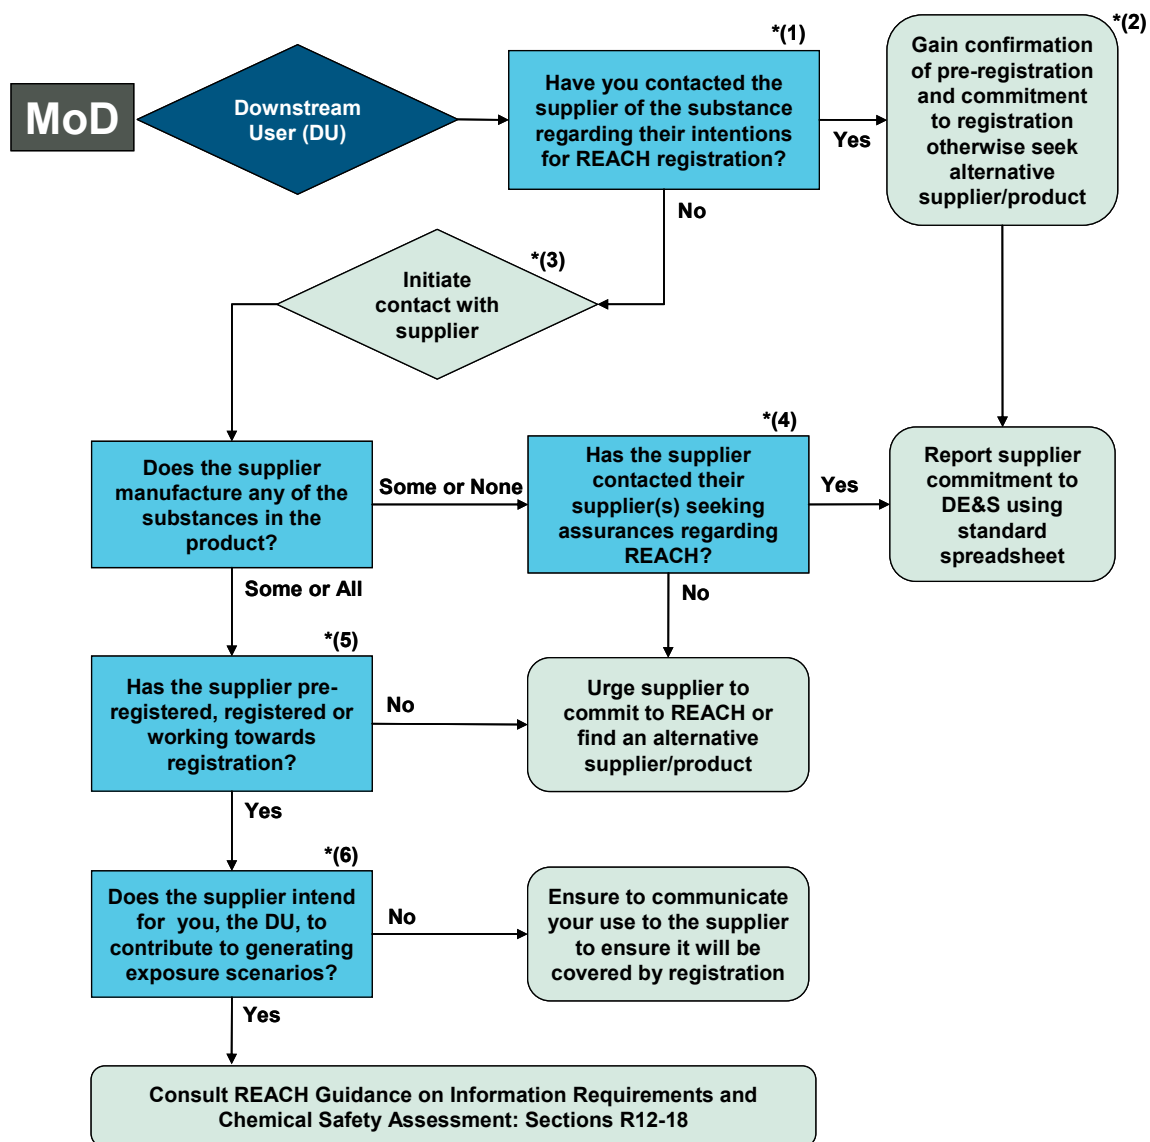 MoD
Downstream
User (DU)
*(1)
Have you contacted the
supplier of the substance
regarding their intentions
for REACH registration?
Yes
*(2)
Gain confirmation
of pre-registration
and commitment
to registration
otherwise seek
alternative
supplier/product
No
*(3)
Initiate
contact with
supplier
Does the supplier
manufacture any of the
substances in the
product?
Some or None
*(4)
Has the supplier
contacted their
supplier(s) seeking
assurances regarding
REACH?
Yes
Report supplier
commitment to
DE&S using
standard
spreadsheet
Some or All
No
*(5)
Has the supplier pre-
registered, registered or
working towards
registration?
No
Urge supplier to
commit to REACH or
find an alternative
supplier/product
Yes
*(6)
Does the supplier intend
for  you, the DU, to
contribute to generating
exposure scenarios?
No
Ensure to communicate
your use to the supplier
to ensure it will be
covered by registration
Yes
Consult REACH Guidance on Information Requirements and
Chemical Safety Assessment: Sections R12-18